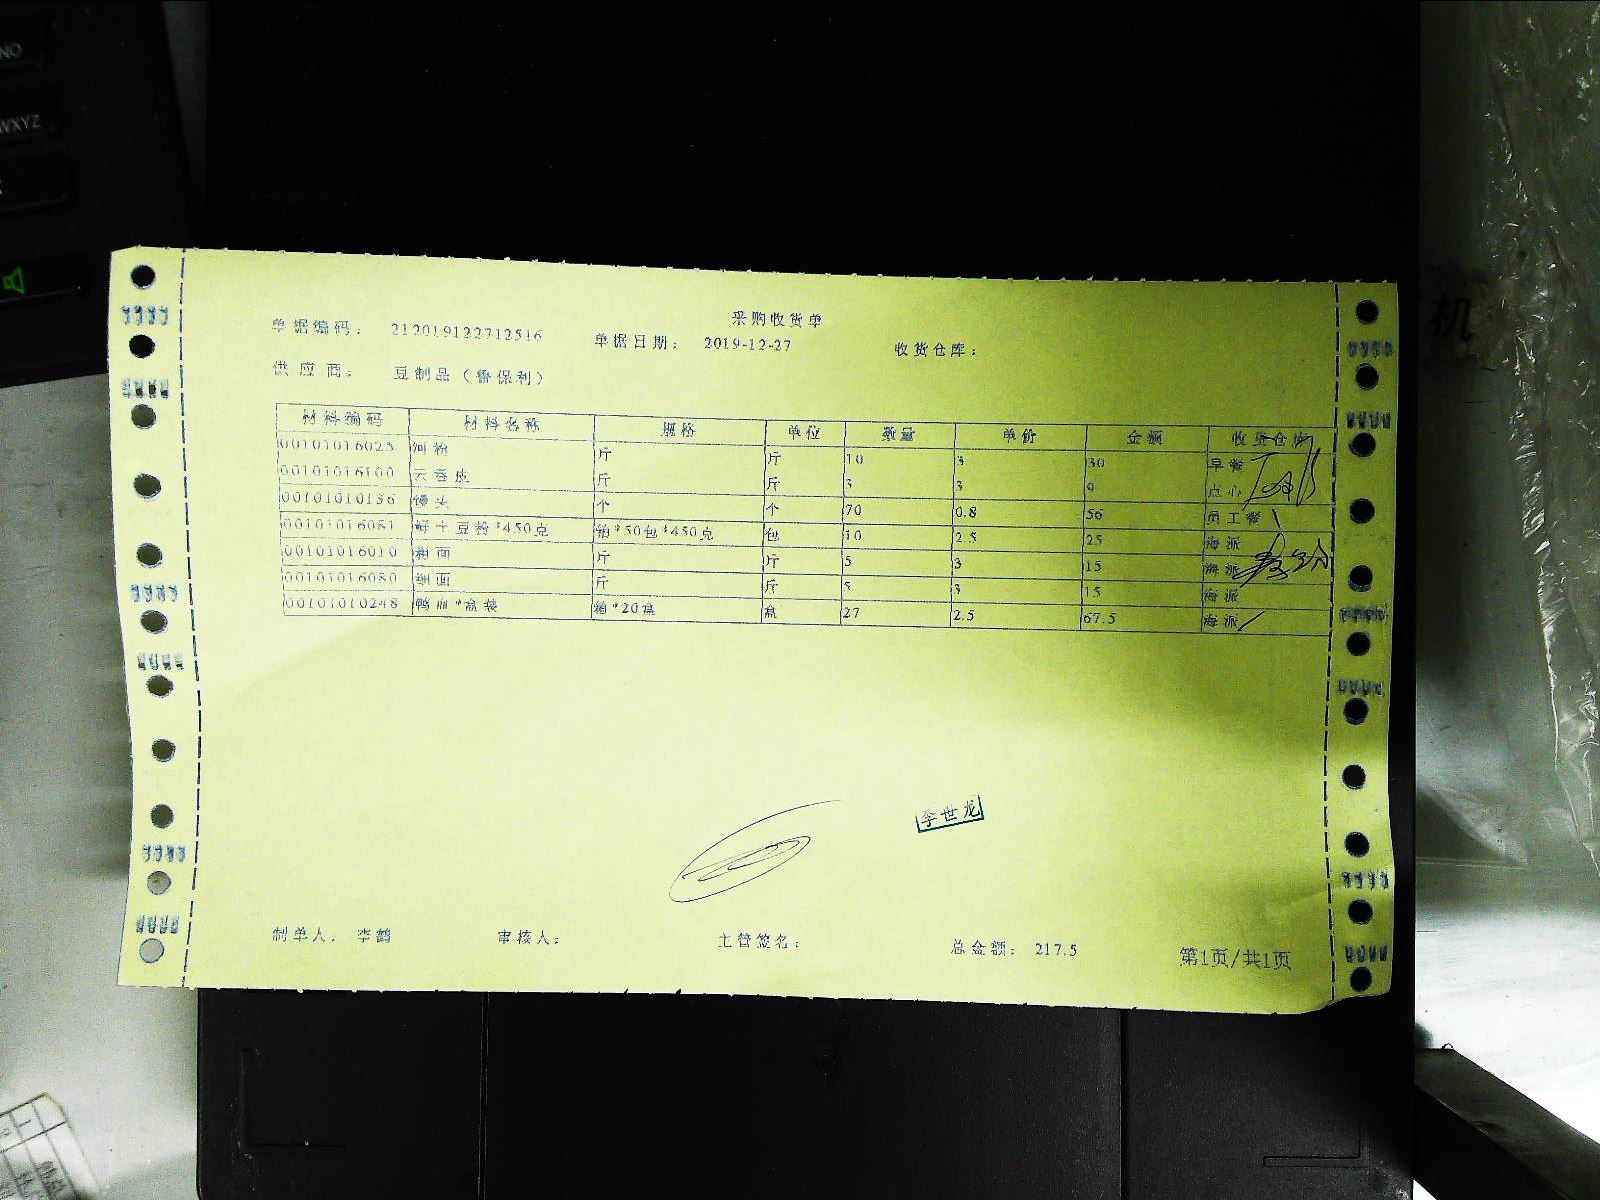 采购收货单
单据编码： 212019122712516 单据日期： 2019-12-27 收货仓库：
供应商： 豆制品（鲁保利）
材料编码 材料名称 规格 单位 数量 单价 金额 收货仓库
00101016025 河粉 斤 斤 10 3 30 早餐
00101016100 云吞皮 斤 斤 3 3 9 点心
00101010136 馒头 个 个 70 0.8 56 员工餐
00101016081 鲜土豆粉*450克 箱*50包*450克 包 10 2.5 25 海派
00101016010 面 斤 斤 5 3 15 海派
00101016080 面 斤 斤 5 3 15 海派
00101010248 鸭血*盒装 箱*20盒 盒 27 2.5 67.5 海派
李世龙
制单人： 李鹤 审核人： 主管签名： 总金额： 217.5 第1页/共1页
机
WXYZ